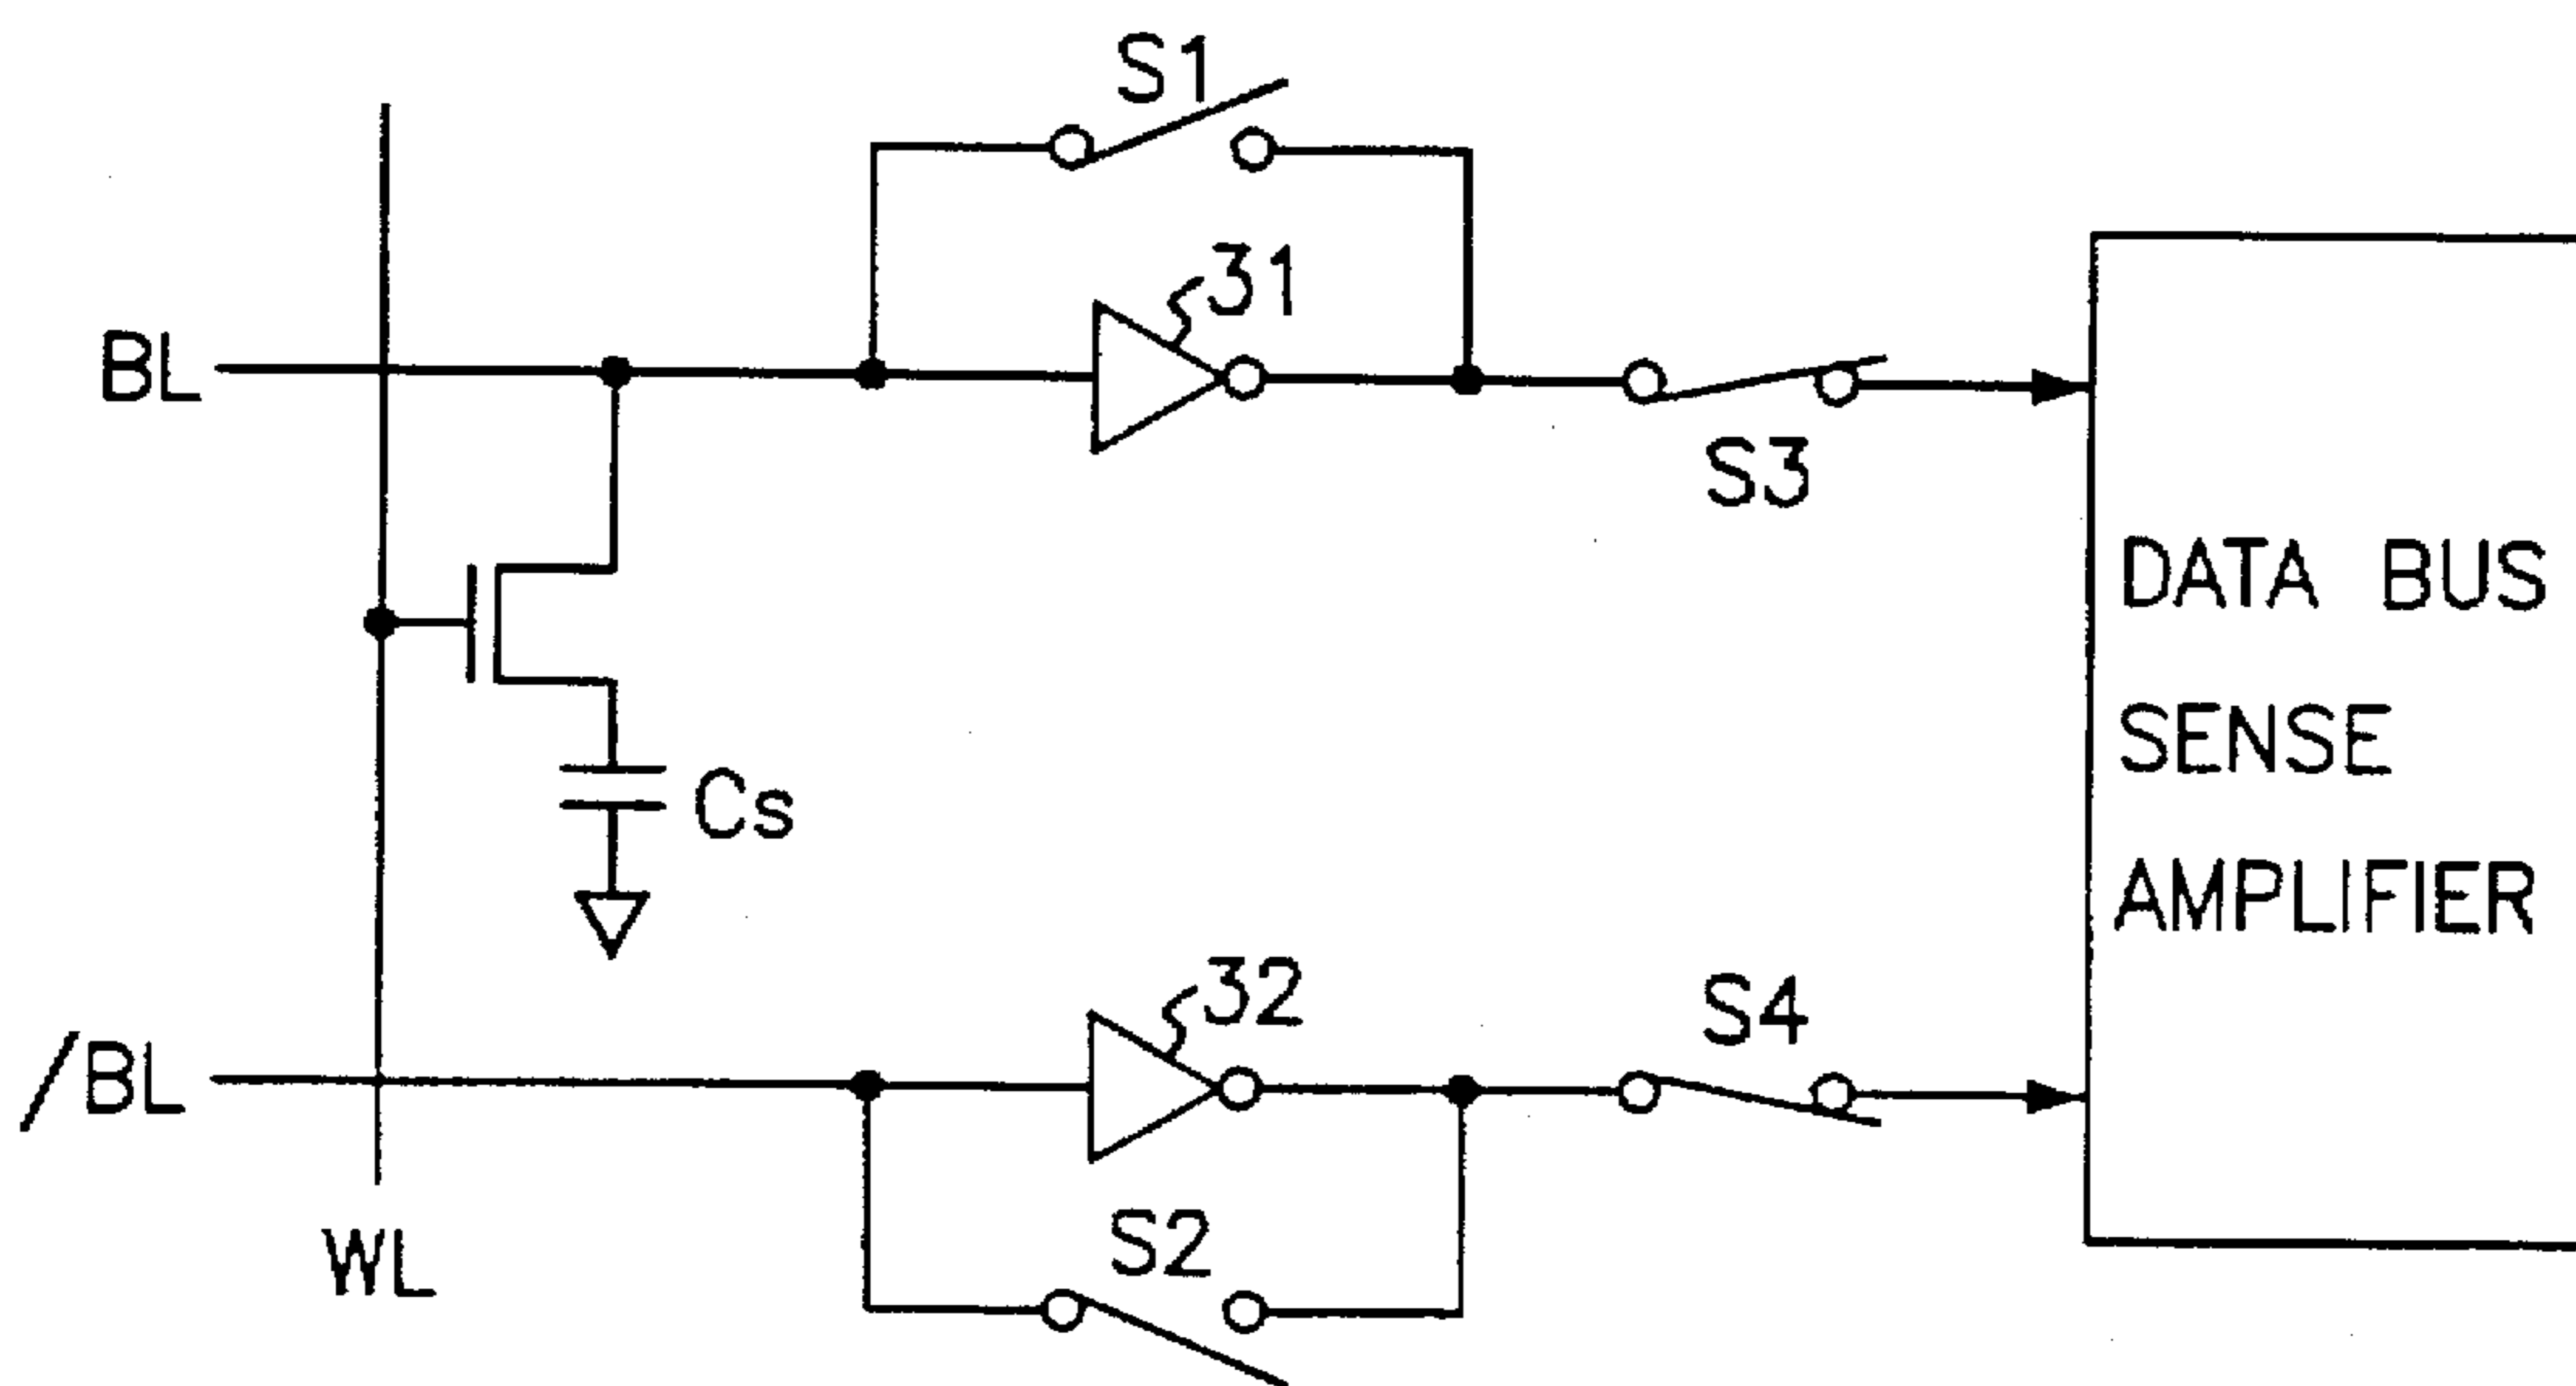 S1
31
BL
S3
DATA BUS
SENSE
AMPLIFIER
Cs
32
S4
/BL
S2
WL